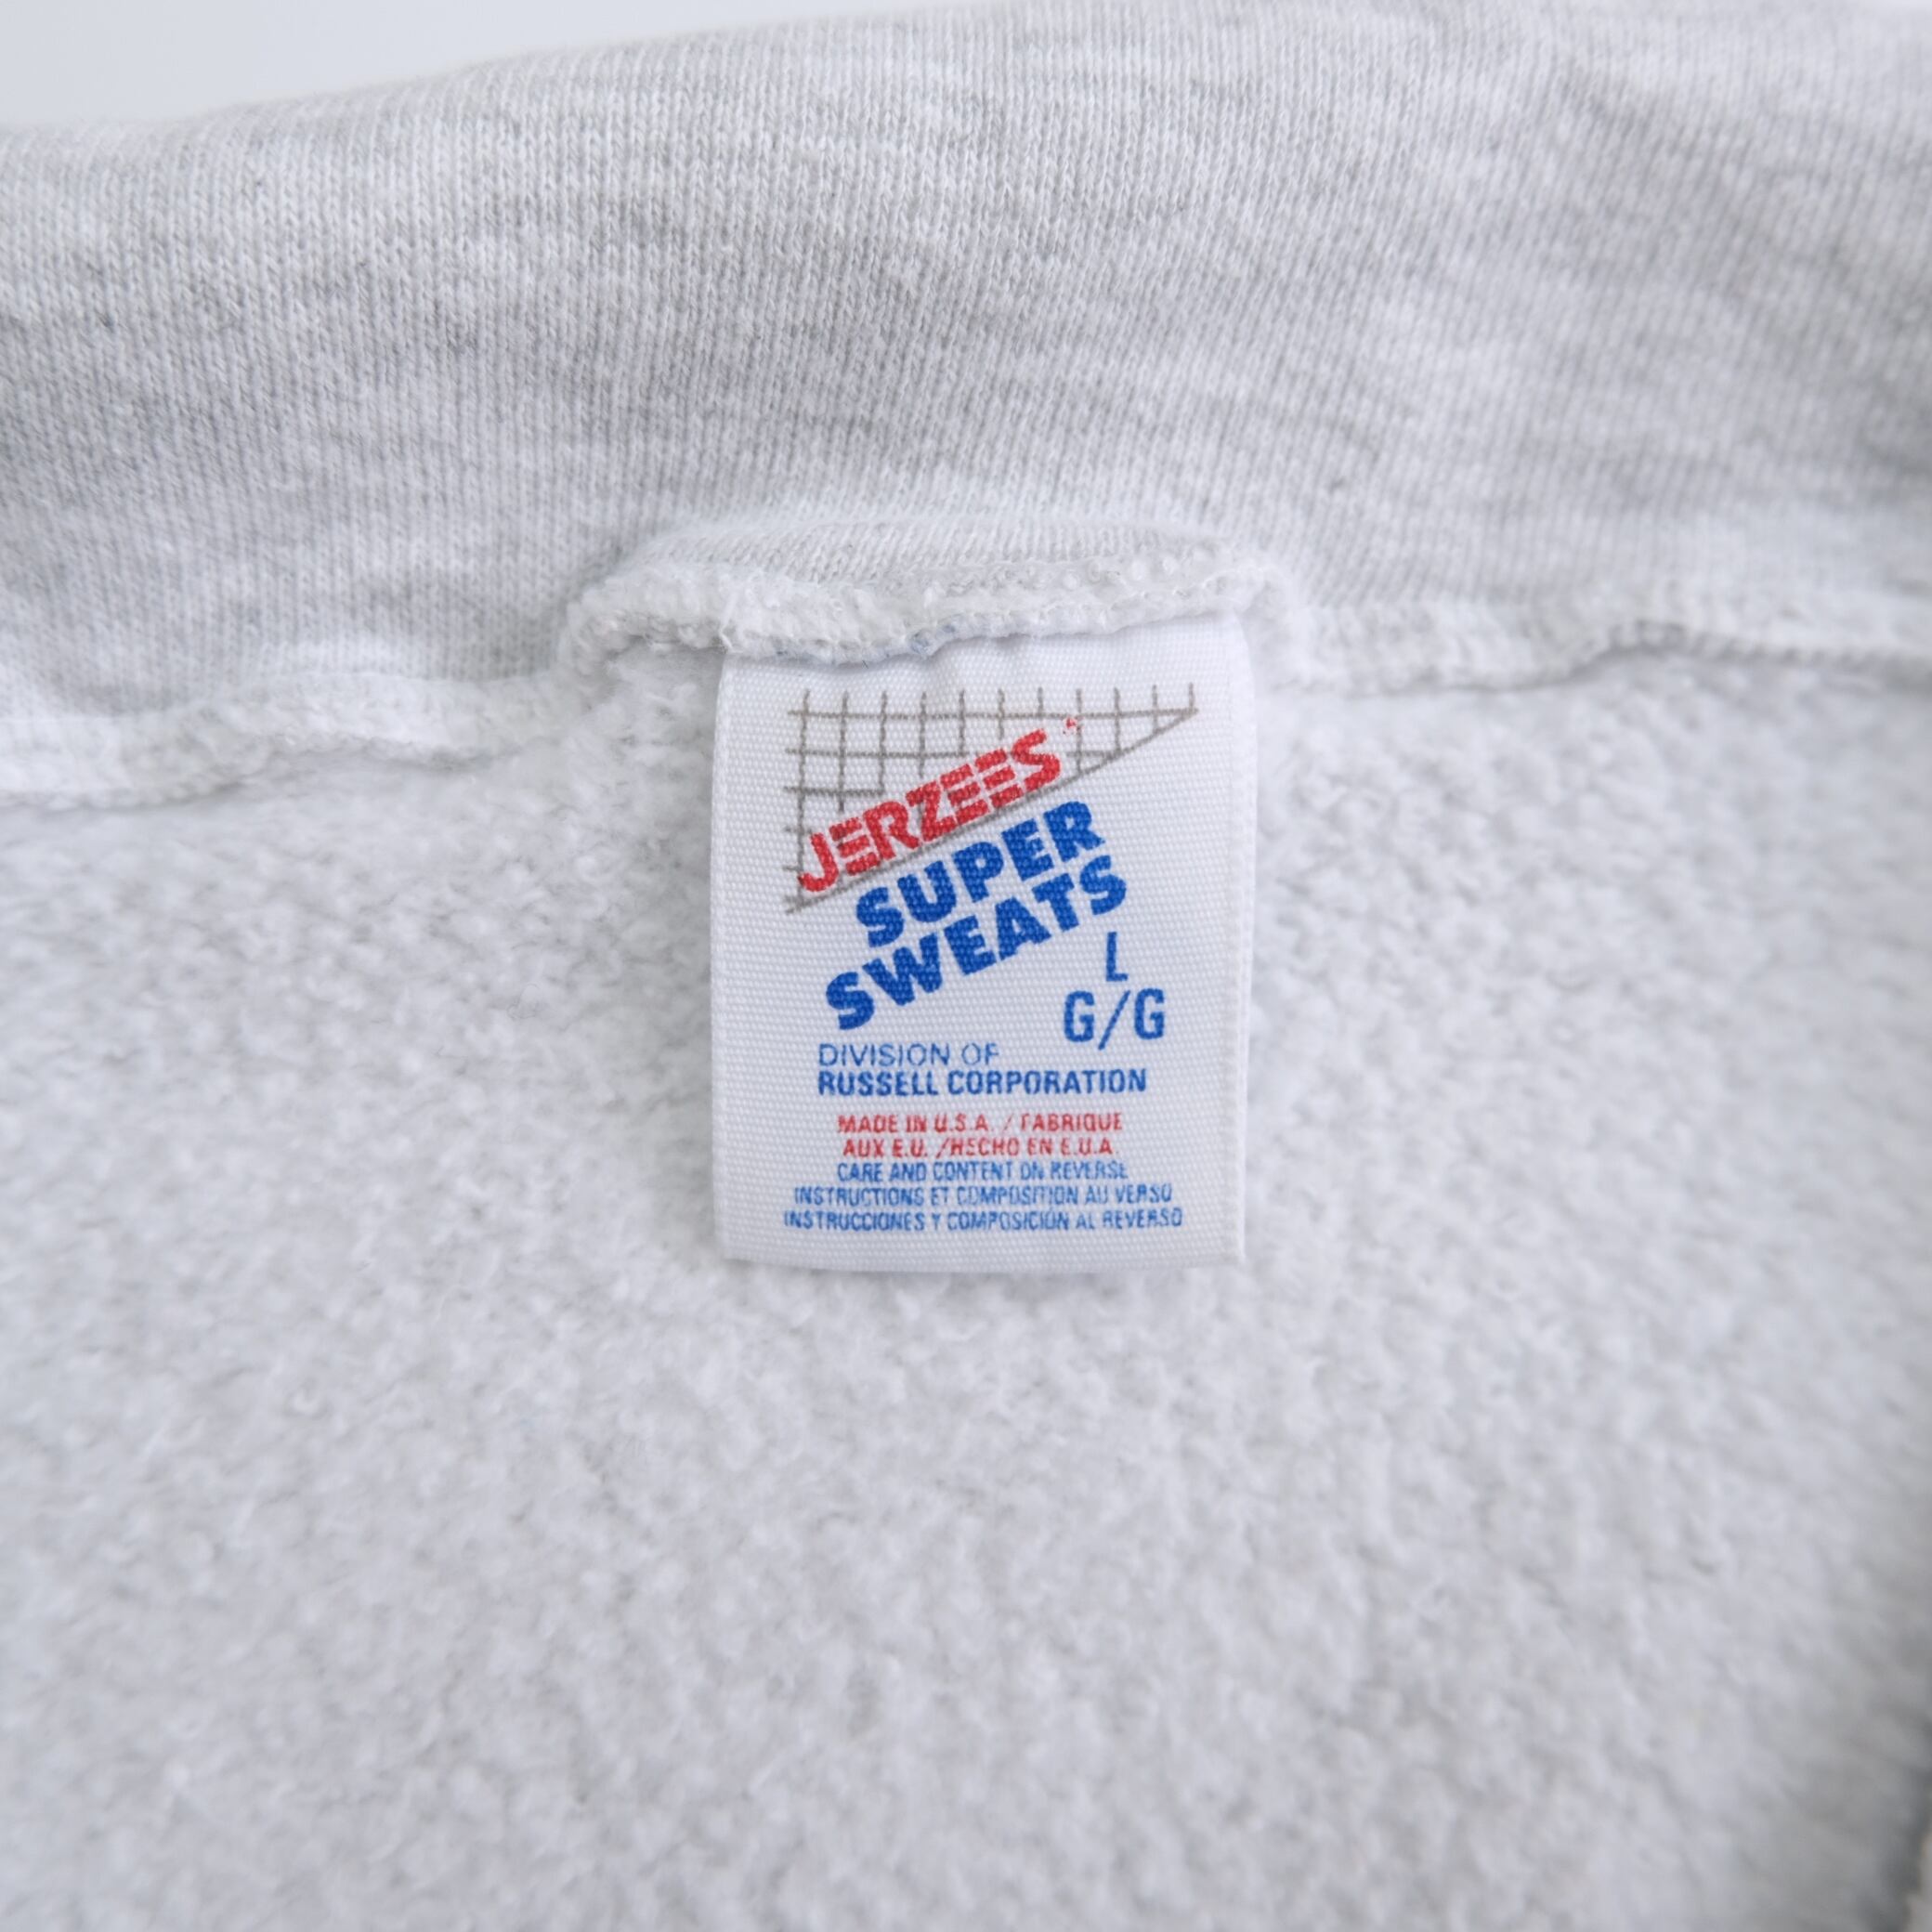 JERZEES
SUPER
SWEATS
L
G/G
DIVISION OF
RUSSELL CORPORATION
MADE IN U.S.A. / FABRIQUE
AUX E.U. /HECHO EN E.U.A
CARE AND CONTENT ON REVERSE
INSTRUCTIONS ET COMPOSITION AU VERSO
INSTRUCCIONES Y COMPOSICIÓN AL REVERSO